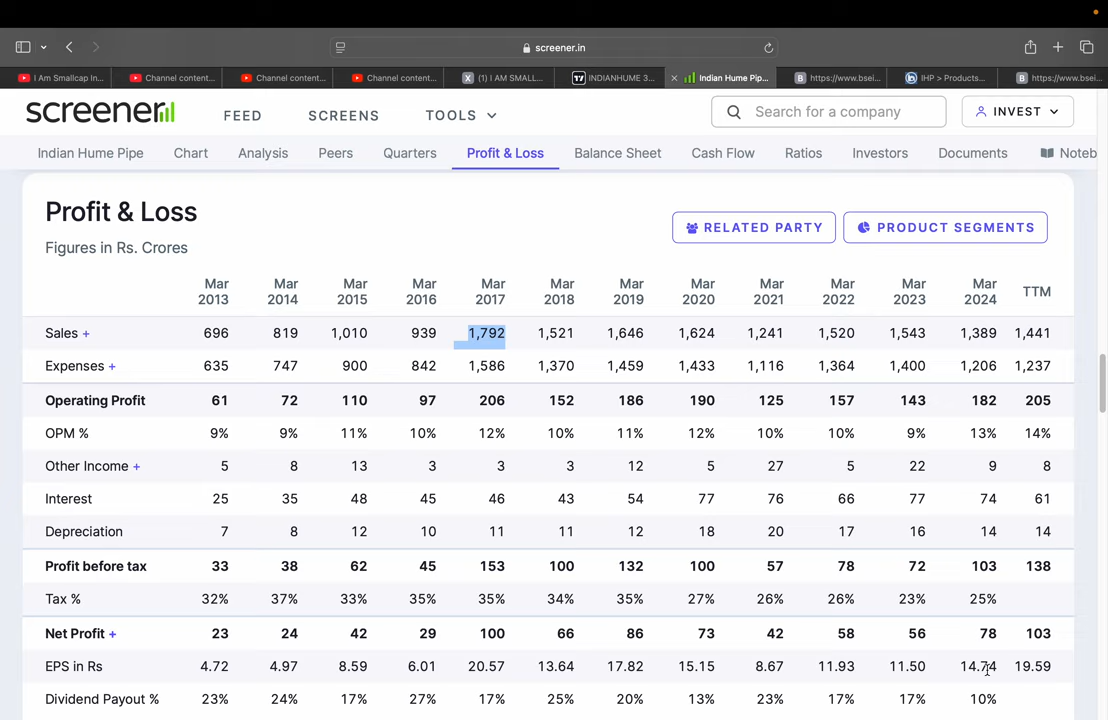 screener.in
I Am Smallcap In...
Channel content...
Channel content...
Channel content...
(1) I AM SMALL...
INDIANHUME 3...
Indian Hume Pip...
https://www.bsei...
IHP > Products...
https://www.bsei...
screener
FEED
SCREENS
TOOLS
Search for a company
INVEST
Indian Hume Pipe
Chart
Analysis
Peers
Quarters
Profit & Loss
Balance Sheet
Cash Flow
Ratios
Investors
Documents
Noteb
Profit & Loss
Figures in Rs. Crores
RELATED PARTY
PRODUCT SEGMENTS
Mar 2013 Mar 2014 Mar 2015 Mar 2016 Mar 2017 Mar 2018 Mar 2019 Mar 2020 Mar 2021 Mar 2022 Mar 2023 Mar 2024 TTM
Sales + 696 819 1,010 939 1,792 1,521 1,646 1,624 1,241 1,520 1,543 1,389 1,441
Expenses + 635 747 900 842 1,586 1,370 1,459 1,433 1,116 1,364 1,400 1,206 1,237
Operating Profit 61 72 110 97 206 152 186 190 125 157 143 182 205
OPM % 9% 9% 11% 10% 12% 10% 11% 12% 10% 10% 9% 13% 14%
Other Income + 5 8 13 3 3 3 12 5 27 5 22 9 8
Interest 25 35 48 45 46 43 54 77 76 66 77 74 61
Depreciation 7 8 12 10 11 11 12 18 20 17 16 14 14
Profit before tax 33 38 62 45 153 100 132 100 57 78 72 103 138
Tax % 32% 37% 33% 35% 35% 34% 35% 27% 26% 26% 23% 25%
Net Profit + 23 24 42 29 100 66 86 73 42 58 56 78 103
EPS in Rs 4.72 4.97 8.59 6.01 20.57 13.64 17.82 15.15 8.67 11.93 11.50 14.74 19.59
Dividend Payout % 23% 24% 17% 27% 17% 25% 20% 13% 23% 17% 17% 10%